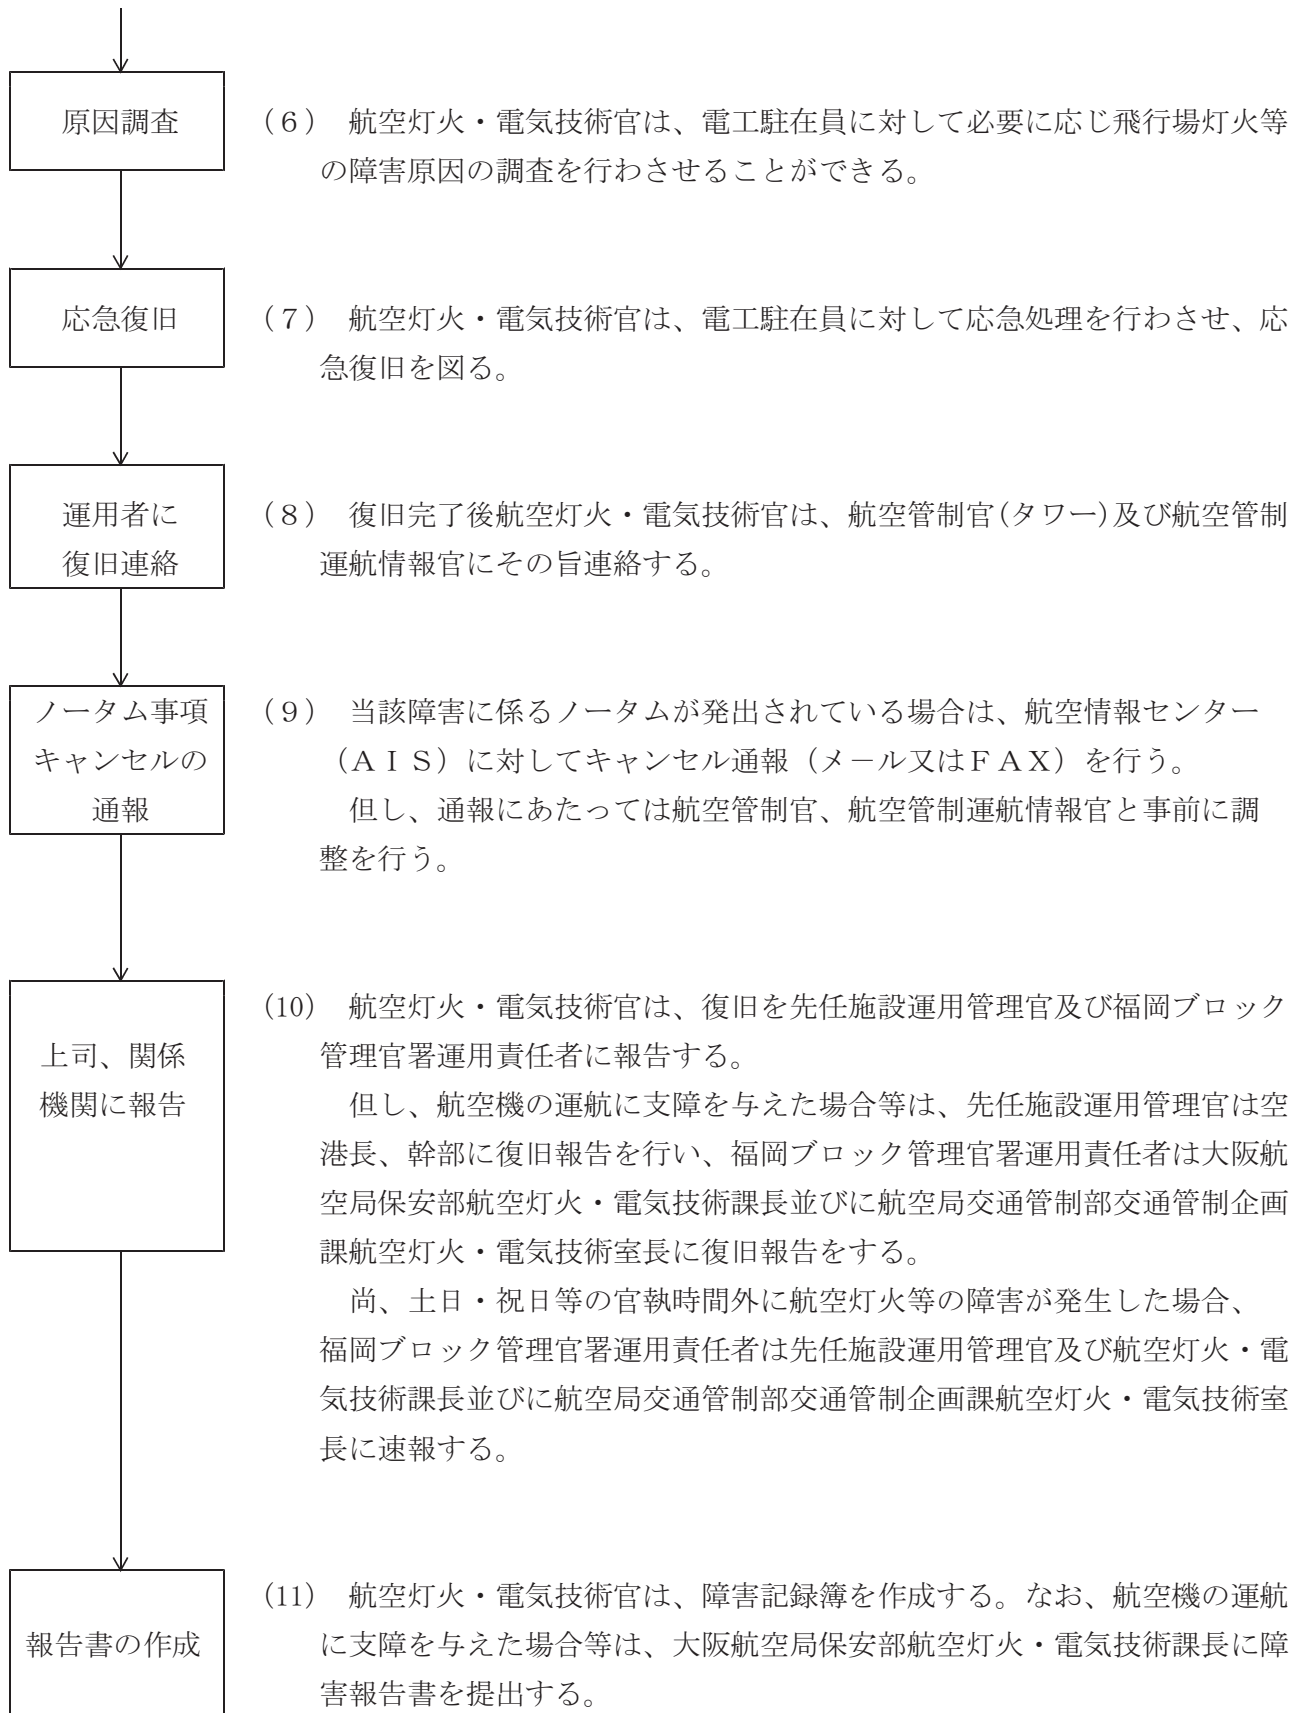 原因調査
（６） 航空灯火・電気技術官は、電工駐在員に対して必要に応じ飛行場灯火等
の障害原因の調査を行わさせることができる。
応急復旧
（７） 航空灯火・電気技術官は、電工駐在員に対して応急処理を行わさせ、応
急復旧を図る。
運用者に
復旧連絡
（８） 復旧完了後航空灯火・電気技術官は、航空管制官(タワー)及び航空管制
運航情報官にその旨連絡する。
ノータム事項
キャンセルの
通報
（９） 当該障害に係るノータムが発出されている場合は、航空情報センター
（ＡＩＳ）に対してキャンセル通報（メ－ル又はＦＡＸ）を行う。
但し、通報にあたっては航空管制官、航空管制運航情報官と事前に調
整を行う。
上司、関係
機関に報告
(10) 航空灯火・電気技術官は、復旧を先任施設運用管理官及び福岡ブロック
管理官署運用責任者に報告する。
但し、航空機の運航に支障を与えた場合等は、先任施設運用管理官は空
港長、幹部に復旧報告を行い、福岡ブロック管理官署運用責任者は大阪航
空局保安部航空灯火・電気技術課長並びに航空局交通管制部交通管制企画
課航空灯火・電気技術室長に復旧報告をする。
尚、土日・祝日等の官執時間外に航空灯火等の障害が発生した場合、
福岡ブロック管理官署運用責任者は先任施設運用管理官及び航空灯火・電
気技術課長並びに航空局交通管制部交通管制企画課航空灯火・電気技術室
長に速報する。
報告書の作成
(11) 航空灯火・電気技術官は、障害記録簿を作成する。なお、航空機の運航
に支障を与えた場合等は、大阪航空局保安部航空灯火・電気技術課長に障
害報告書を提出する。